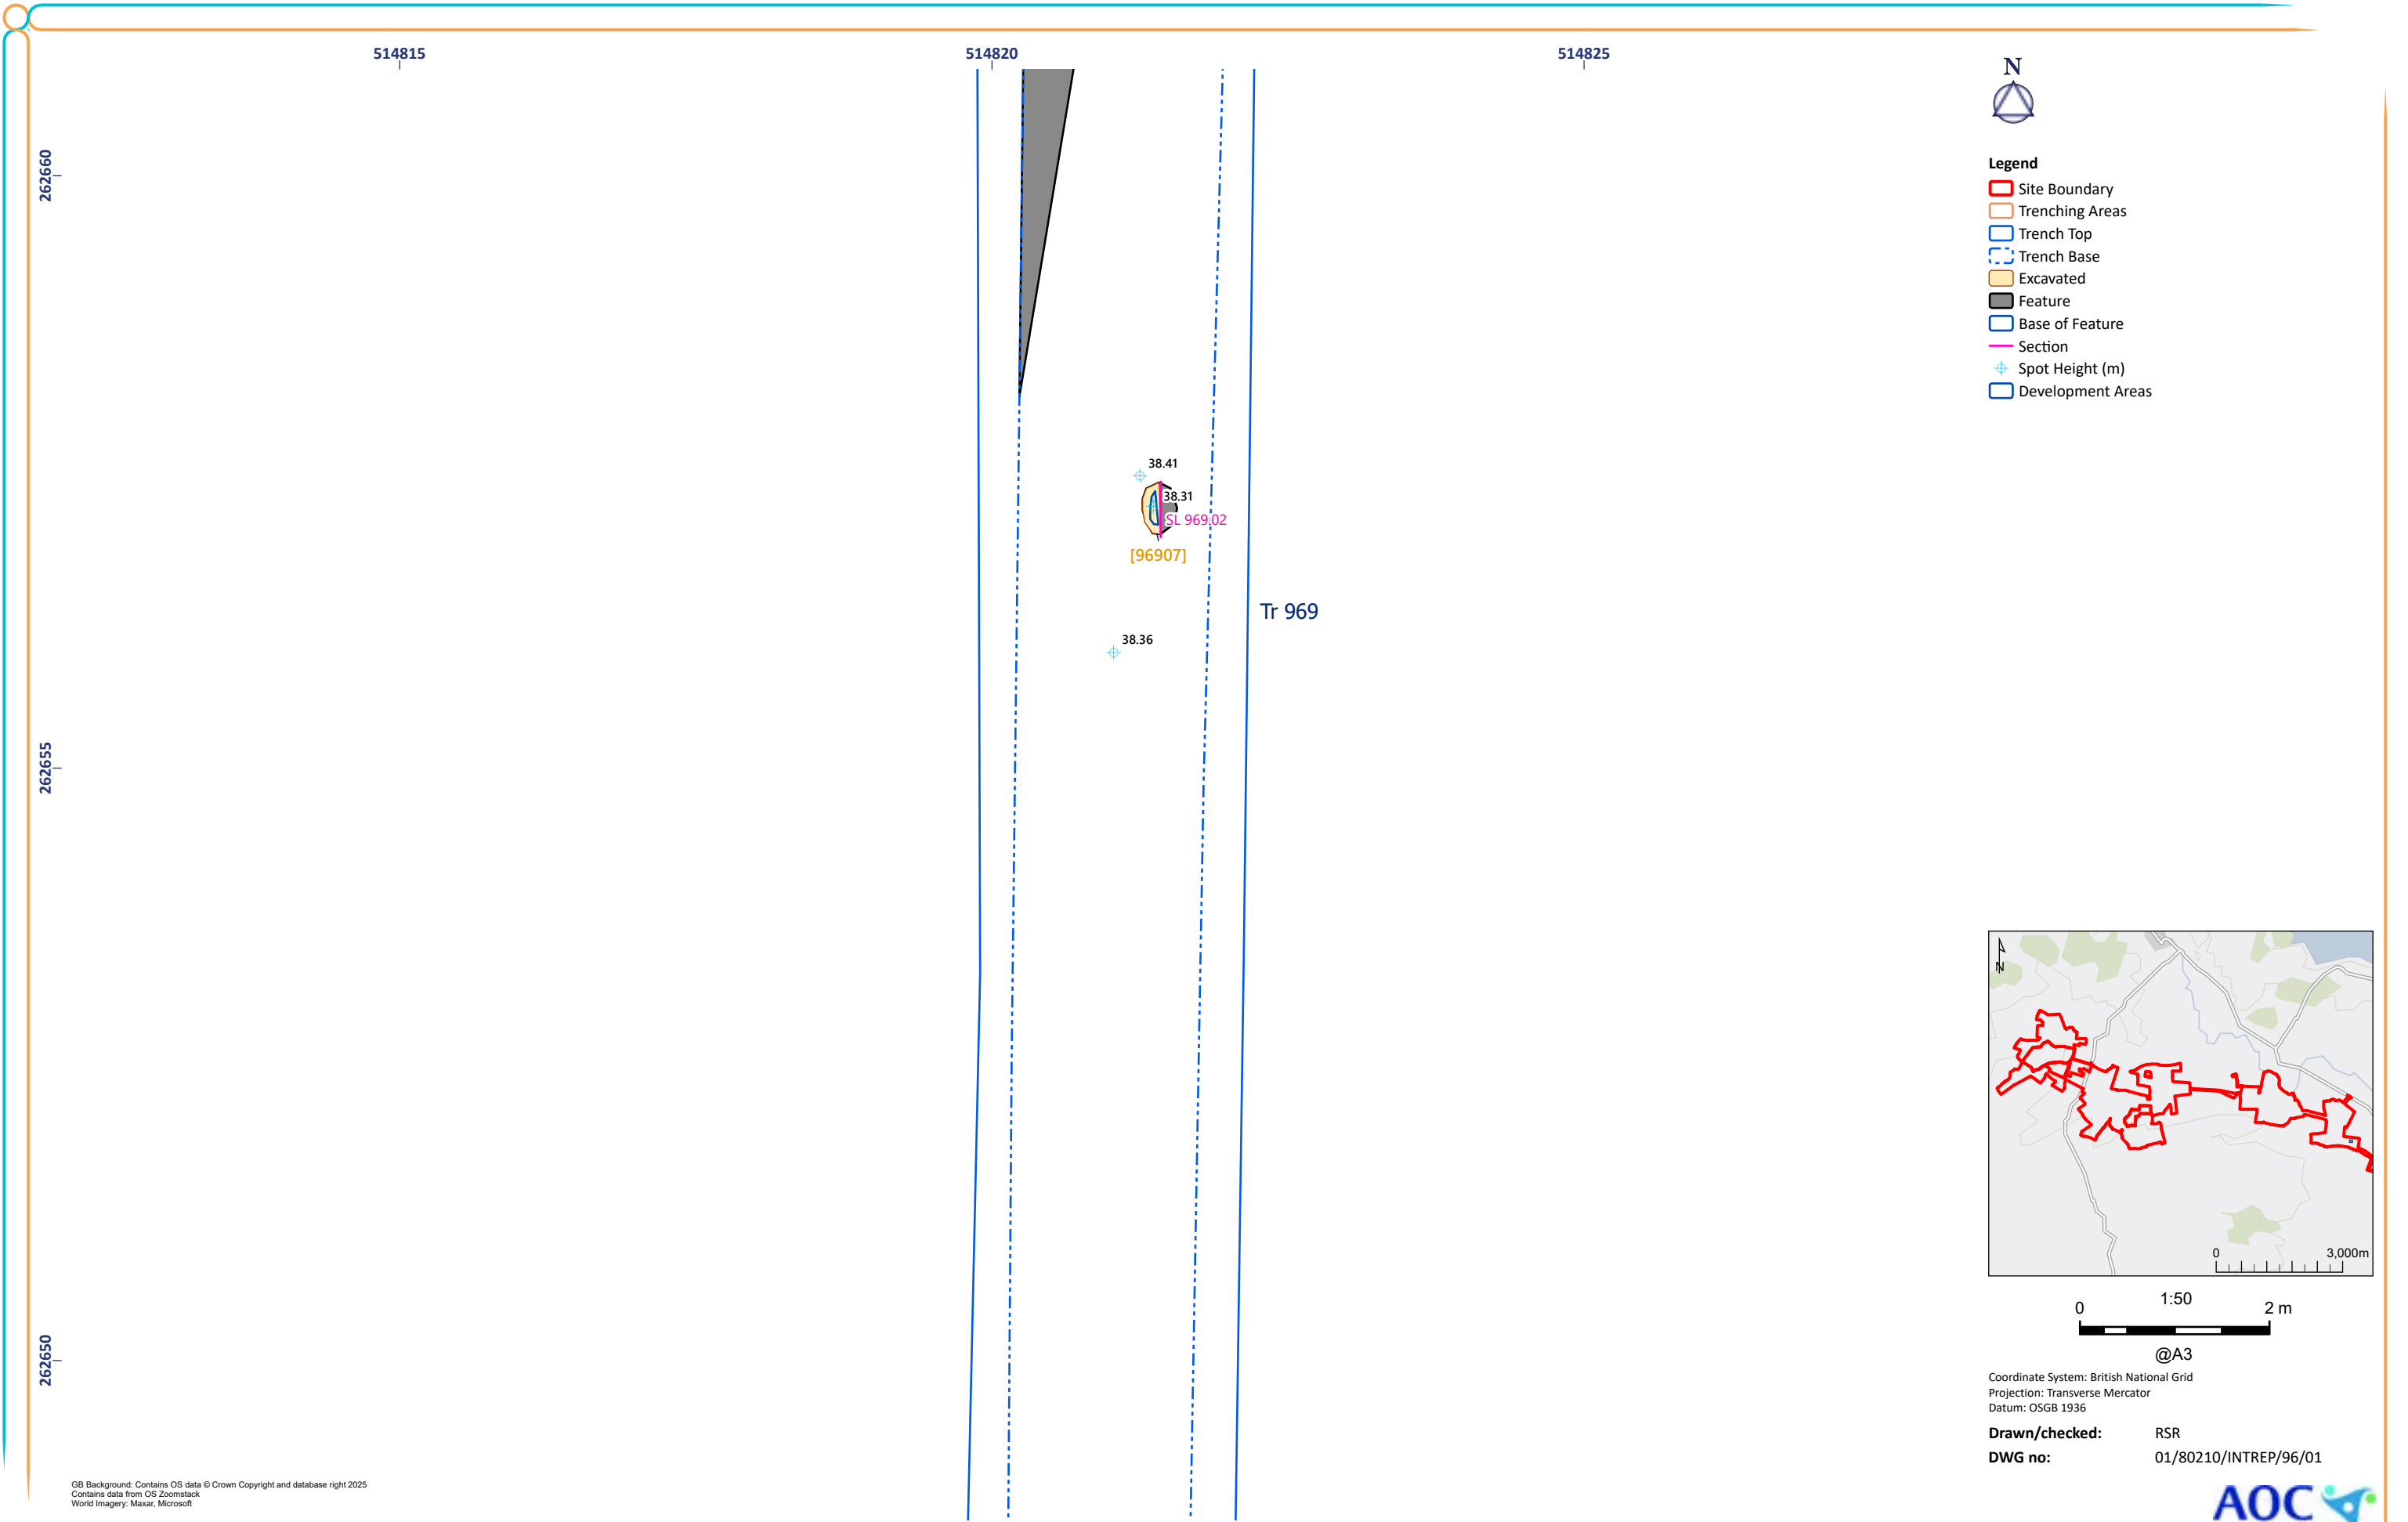 514815
514820
514825
262660
262655
262650
38.41
38.31
SL 969.02
[96907]
Tr 969
38.36
N
Legend
Site Boundary
Trenching Areas
Trench Top
Trench Base
Excavated
Feature
Base of Feature
Section
Spot Height (m)
Development Areas
N
0 3,000m
1:50
0 2 m
@A3
Coordinate System: British National Grid
Projection: Transverse Mercator
Datum: OSGB 1936
Drawn/checked: RSR
DWG no: 01/80210/INTREP/96/01
GB Background: Contains OS data © Crown Copyright and database right 2025
Contains data from OS Zoomstack
World Imagery: Maxar, Microsoft
AOC